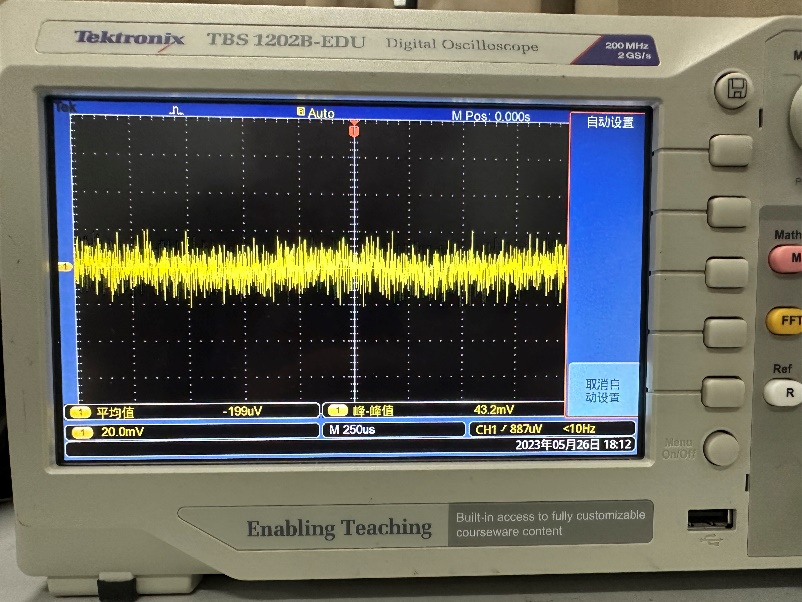 Tektronix TBS 1202B-EDU Digital Oscilloscope 200 MHz
2 GS/s
Tek Auto M Pos: 0.000s
自动设置
1
取消自
动设置
1 平均值 -199uV 1 峰-峰值 43.2mV
1 20.0mV M 250us CH1 / 887uV <10Hz
2023年05月26日 18:12
Math
M
FFT
Ref
R
Menu
On/Off
Enabling Teaching
Built-in access to fully customizable
courseware content